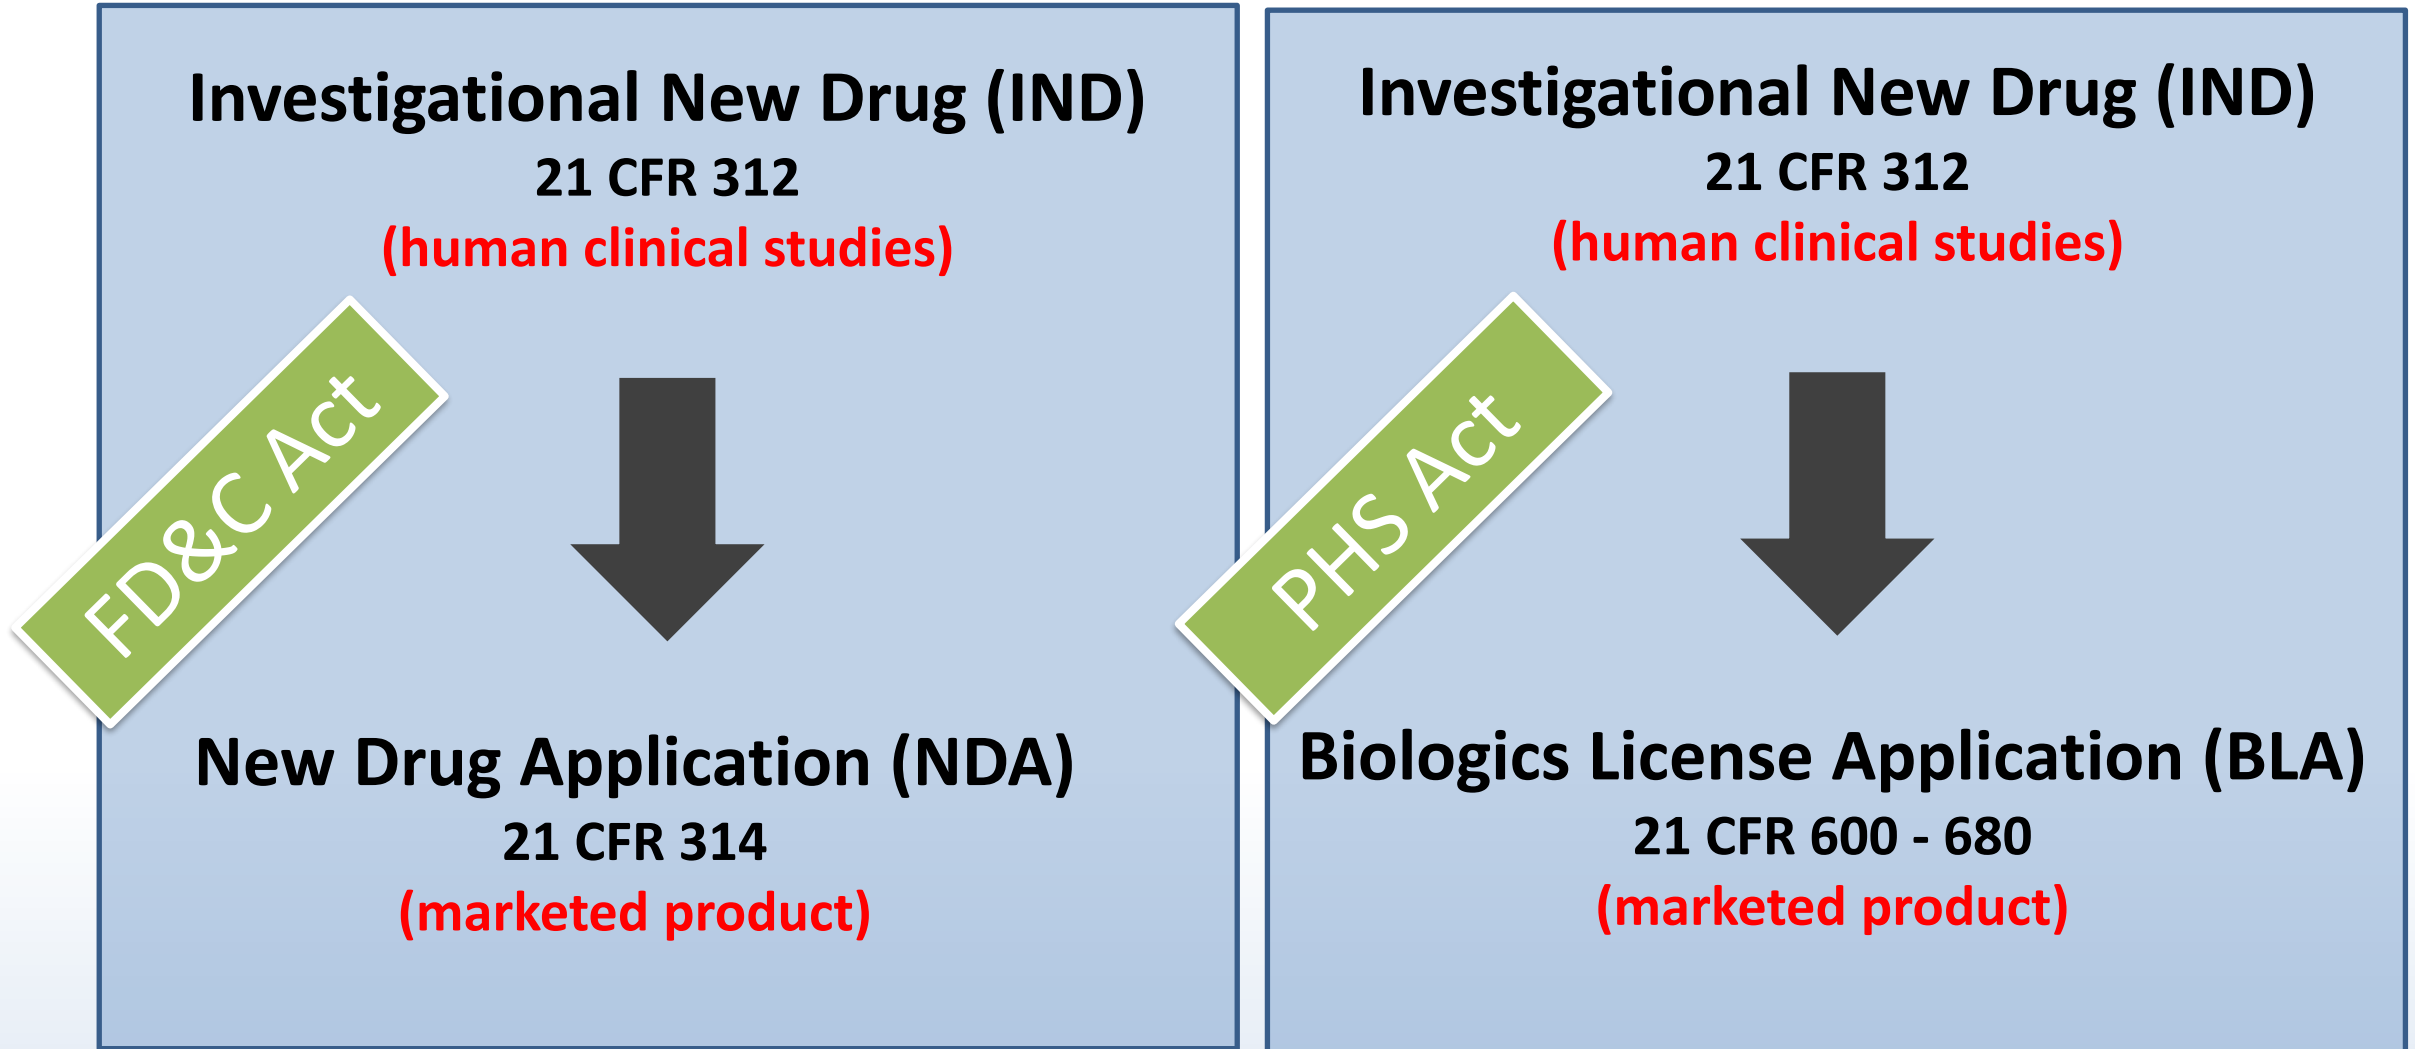 Investigational New Drug (IND)
21 CFR 312
(human clinical studies)
FD&C Act
New Drug Application (NDA)
21 CFR 314
(marketed product)
Investigational New Drug (IND)
21 CFR 312
(human clinical studies)
PHS Act
Biologics License Application (BLA)
21 CFR 600 - 680
(marketed product)